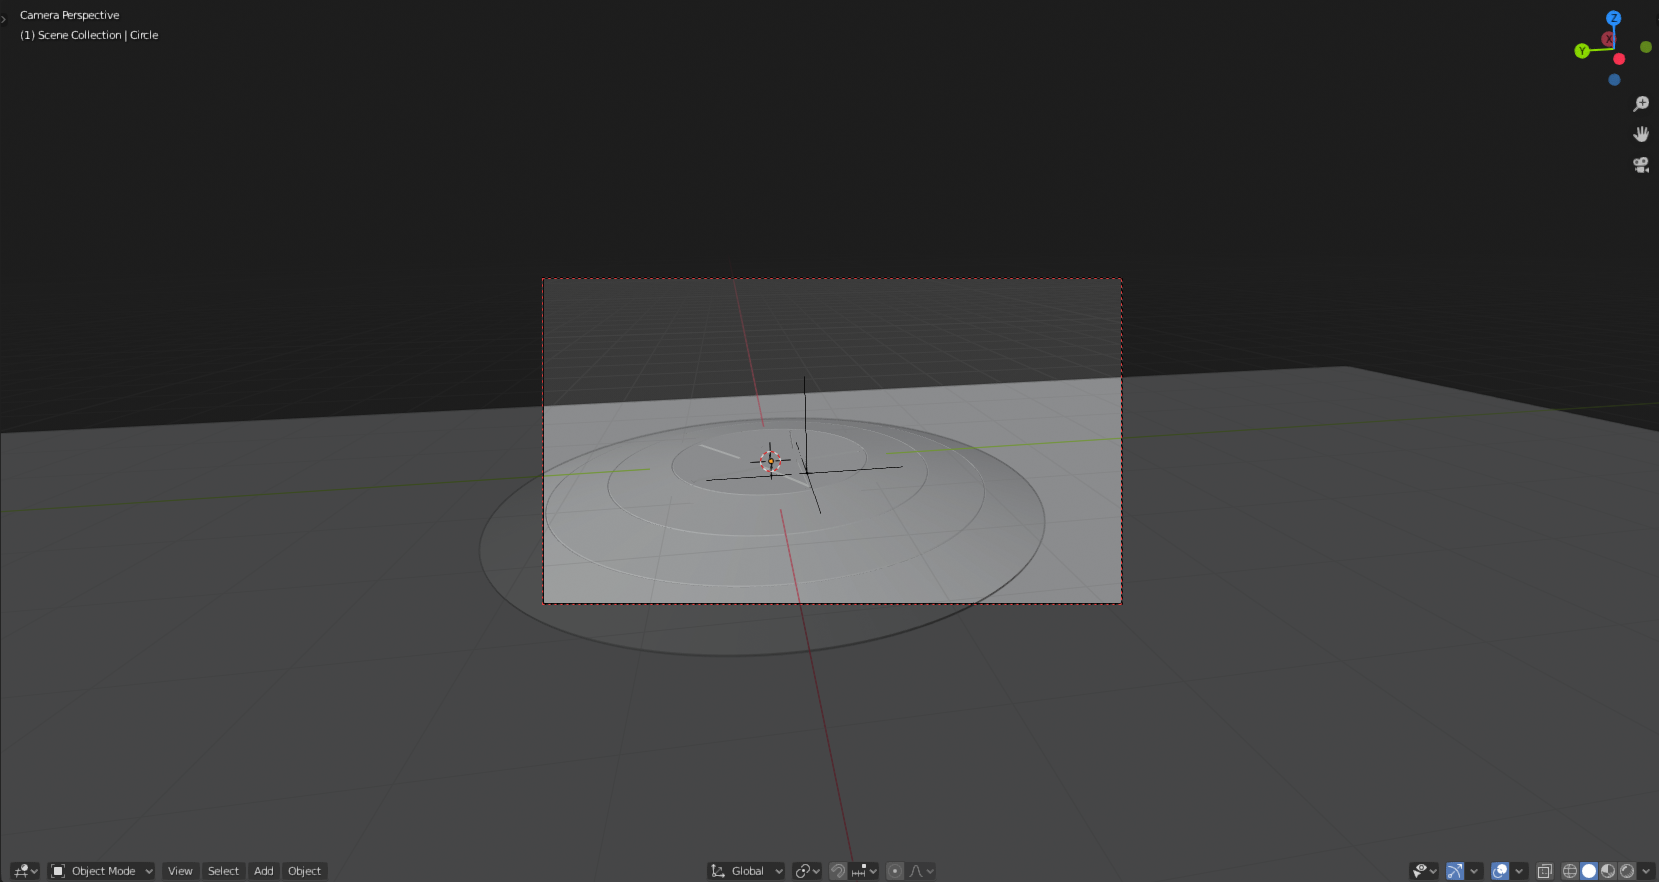 Camera Perspective
(1) Scene Collection | Circle
Z
X
Y
Object Mode
View
Select
Add
Object
Global